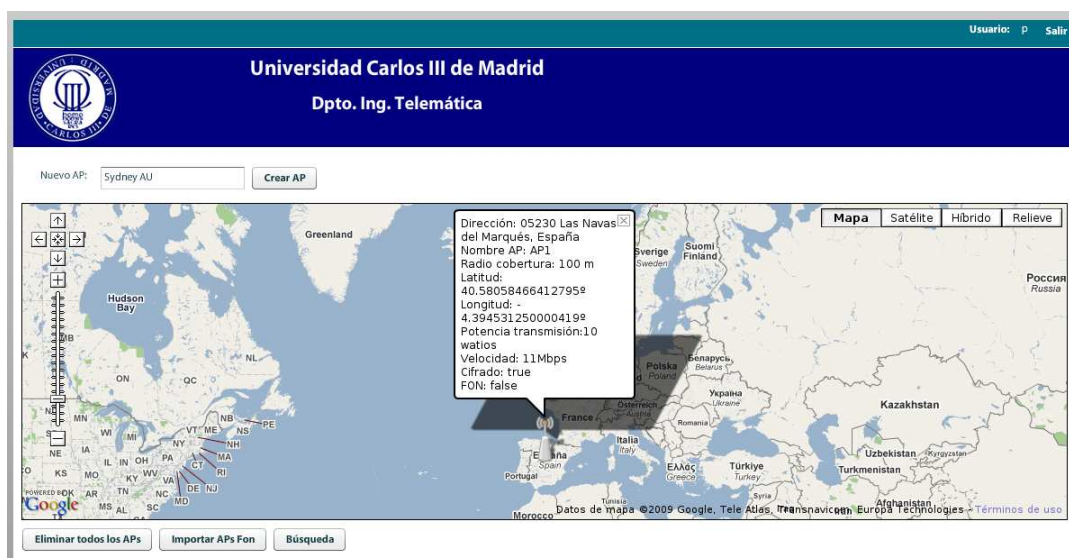 Usuario: p Salir
Universidad Carlos III de Madrid
Dpto. Ing. Telemática
Nuevo AP: Sydney AU Crear AP
Mapa Satélite Híbrido Relieve
Dirección: 05230 Las Navas
del Marqués, España
Nombre AP: AP1
Radio cobertura: 100 m
Latitud:
40.58058466412795º
Longitud: -
4.394531250000419º
Potencia transmisión:10
watios
Velocidad: 11Mbps
Cifrado: true
FON: false
Greenland
Sverige
Sweden
Suomi
Finland
Россия
Russia
Hudson
Bay
MB
ON
QC
NL
Polska
Poland
Беларусь
Belarus
Україна
Ukraine
Kazakhstan
Österreich
Austria
France
Romania
MN
WI
MI
VT
ME
NB
NS
PE
NY
NH
MA
CT
RI
NE
IA
IL
IN
OH
PA
KS
MO
KY
WV
VA
DE
NJ
MD
OK
AR
TN
NC
MS
AL
SC
Italia
Italy
Spain
Portugal
Ελλάς
Greece
Türkiye
Turkey
Uzbekistan
Kyrgyzstan
Turkmenistan
Syria
Tunisia
Morocco
Afghanistan
POWERED BY
Google
Datos de mapa ©2009 Google, Tele Atlas, Transnavicom, Europa Technologies - Términos de uso
Eliminar todos los APs Importar APs Fon Búsqueda